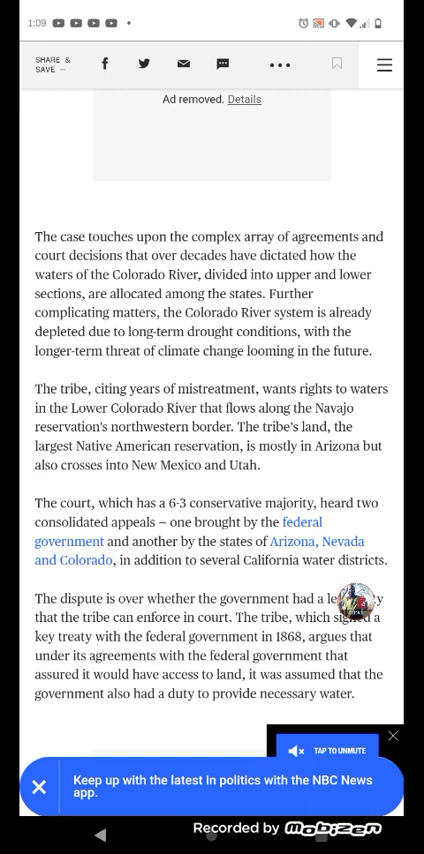 1:09
SHARE &
SAVE —
Ad removed. Details
The case touches upon the complex array of agreements and
court decisions that over decades have dictated how the
waters of the Colorado River, divided into upper and lower
sections, are allocated among the states. Further
complicating matters, the Colorado River system is already
depleted due to long-term drought conditions, with the
longer-term threat of climate change looming in the future.
The tribe, citing years of mistreatment, wants rights to waters
in the Lower Colorado River that flows along the Navajo
reservation's northwestern border. The tribe's land, the
largest Native American reservation, is mostly in Arizona but
also crosses into New Mexico and Utah.
The court, which has a 6-3 conservative majority, heard two
consolidated appeals — one brought by the federal
government and another by the states of Arizona, Nevada
and Colorado, in addition to several California water districts.
The dispute is over whether the government had a
that the tribe can enforce in court. The tribe, which signed a
key treaty with the federal government in 1868, argues that
under its agreements with the federal government that
assured it would have access to land, it was assumed that the
government also had a duty to provide necessary water.
TAP TO UNMUTE
Keep up with the latest in politics with the NBC News
app.
Recorded by Mobizen